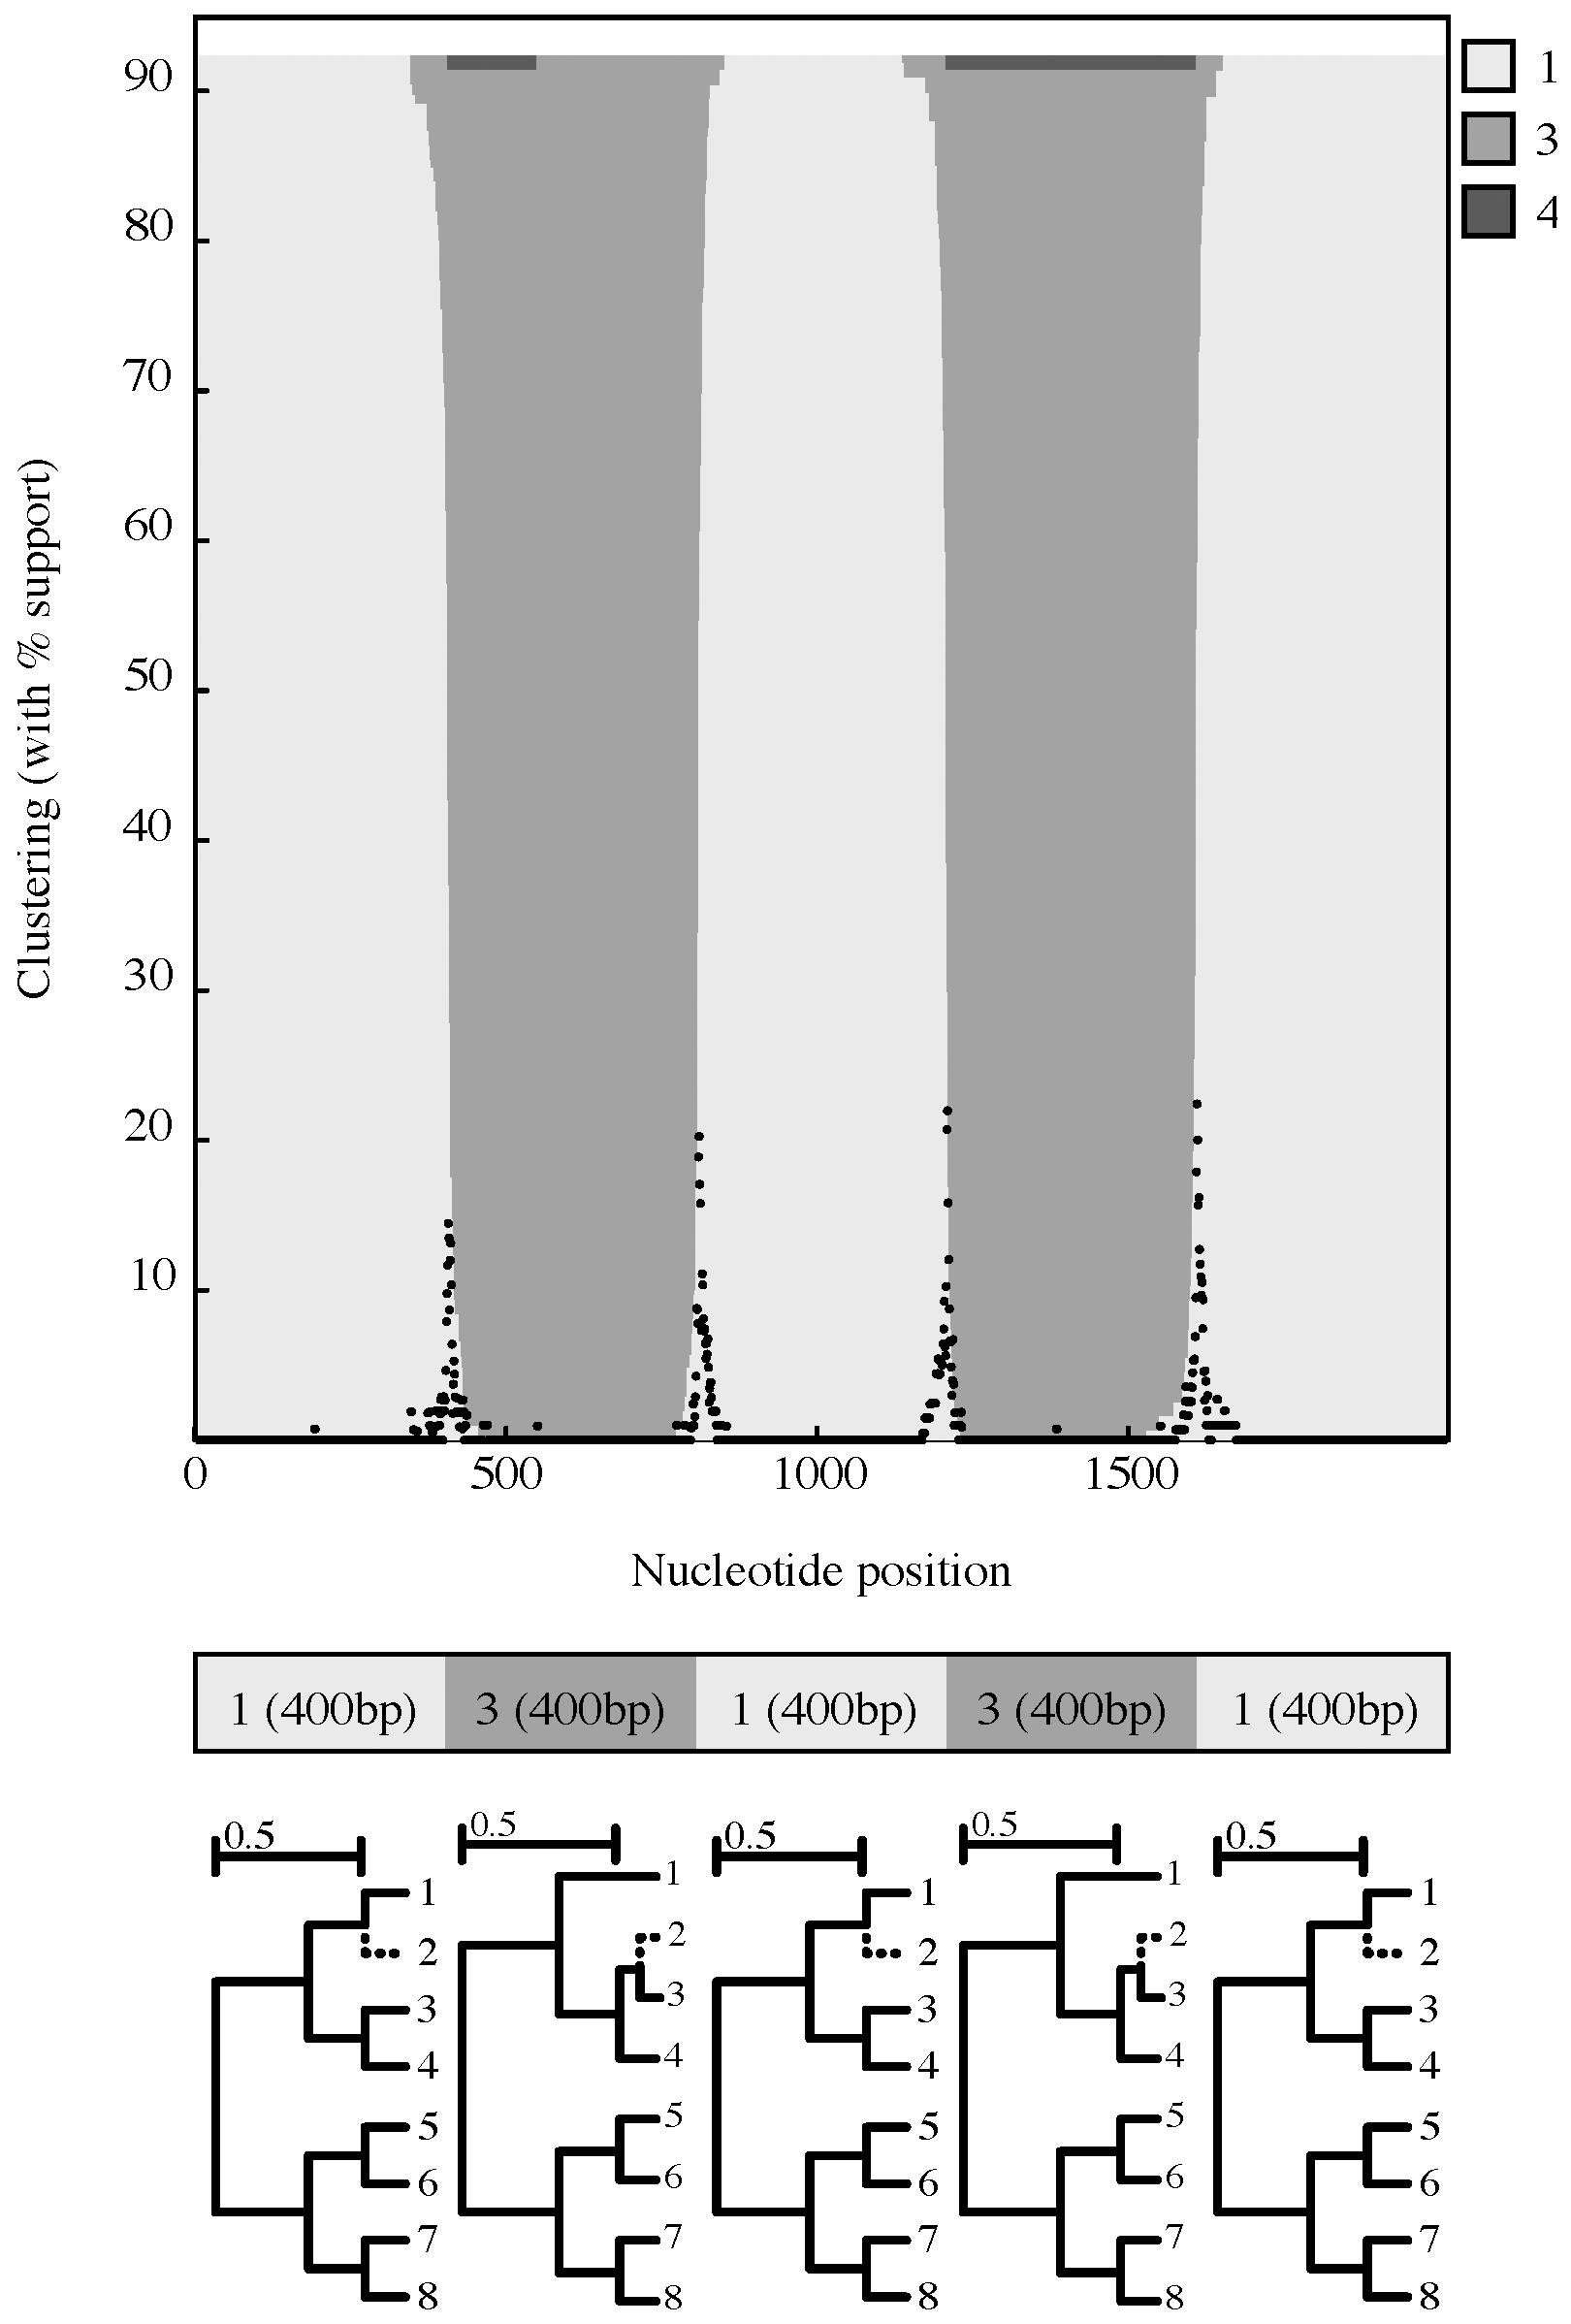 90
80
70
60
50
40
30
20
10
Clustering (with % support)
1
3
4
0 500 1000 1500
Nucleotide position
1 (400bp) 3 (400bp) 1 (400bp) 3 (400bp) 1 (400bp)
0.5 0.5 0.5 0.5 0.5
1 1 1 1 1
2 2 2 2 2
3 3 3 3 3
4 4 4 4 4
5 5 5 5 5
6 6 6 6 6
7 7 7 7 7
8 8 8 8 8